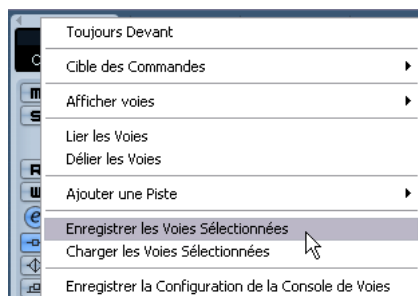 Toujours Devant
Cible des Commandes
Afficher voies
Lier les Voies
Délier les Voies
Ajouter une Piste
Enregistrer les Voies Sélectionnées
Charger les Voies Sélectionnées
Enregistrer la Configuration de la Console de Voies